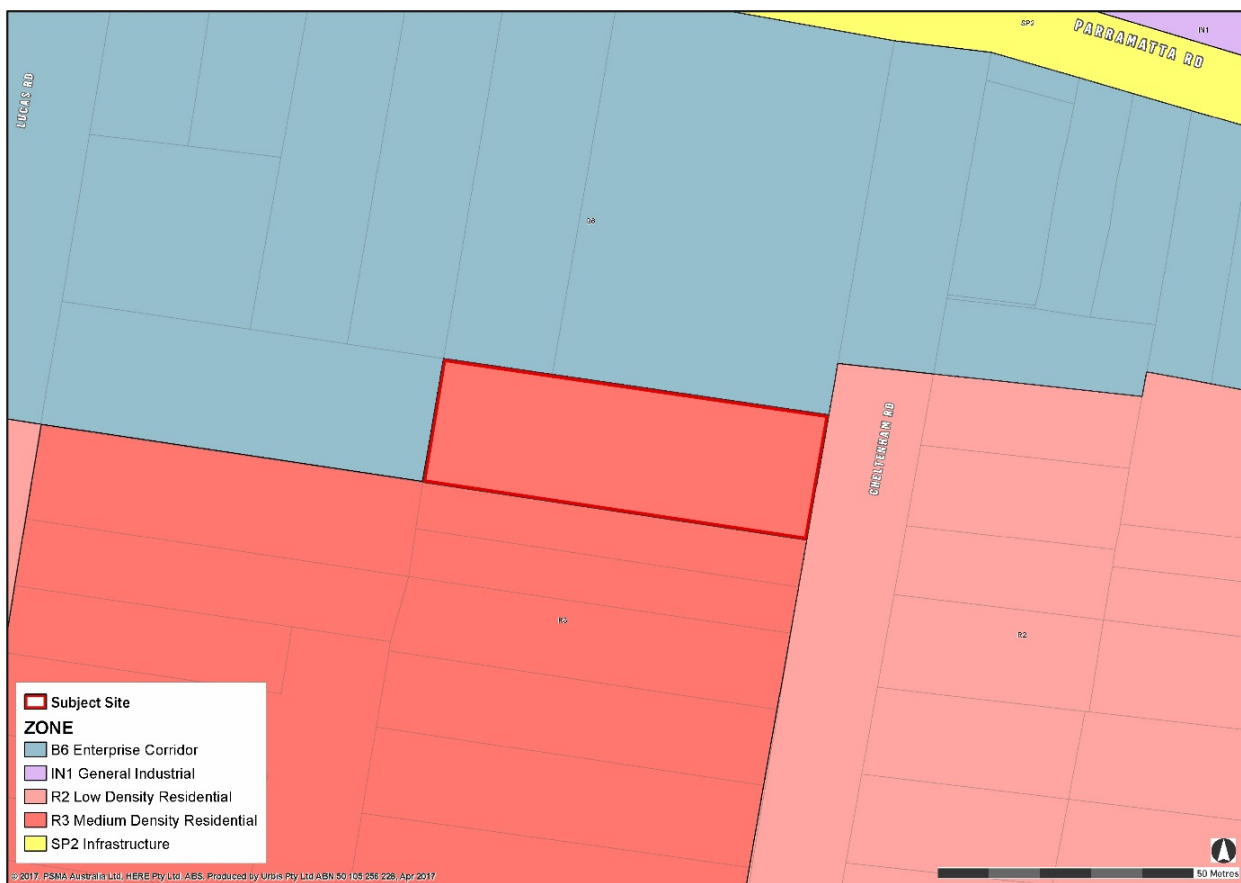 SP2
IN1
PARRAMATTA RD
LUCAS RD
B6
CHELTENHAM RD
R3
R2
Subject Site
ZONE
B6 Enterprise Corridor
IN1 General Industrial
R2 Low Density Residential
R3 Medium Density Residential
SP2 Infrastructure
© 2017. PSMA Australia Ltd, HERE Pty Ltd. ABS. Produced by Urbis Pty Ltd ABN 50 105 256 228, Apr 2017
50 Metres